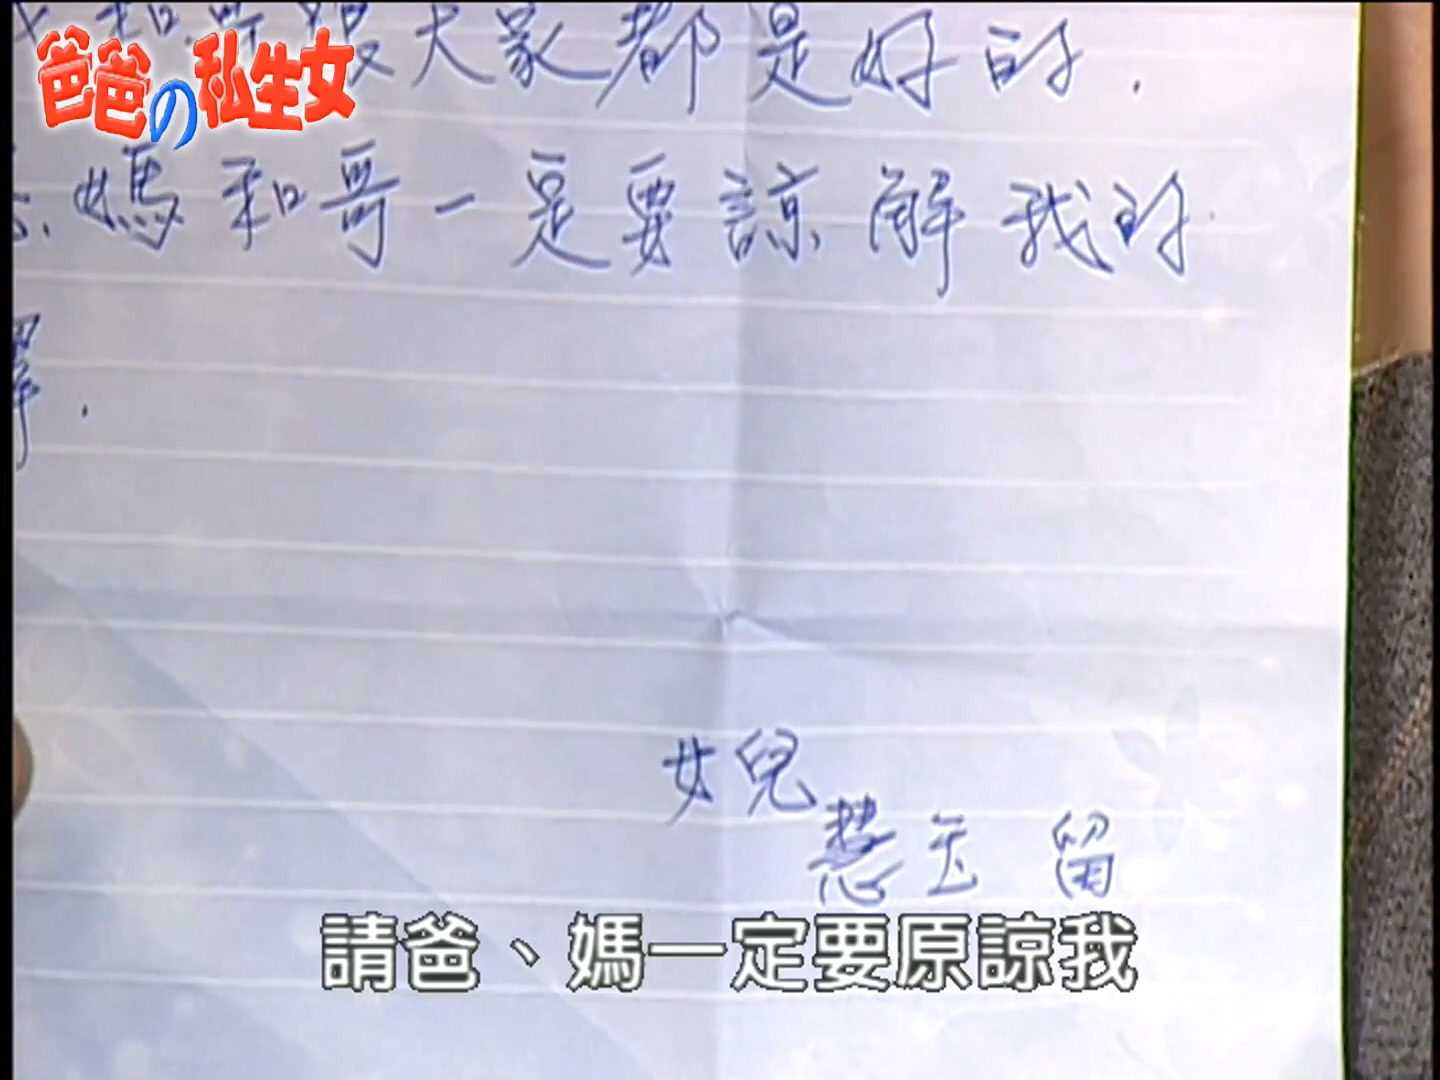 爸爸の私生女
大家都是好的.
媽和哥一定要諒解我的
擇.
女兒
慧玉 留
請爸、媽一定要原諒我